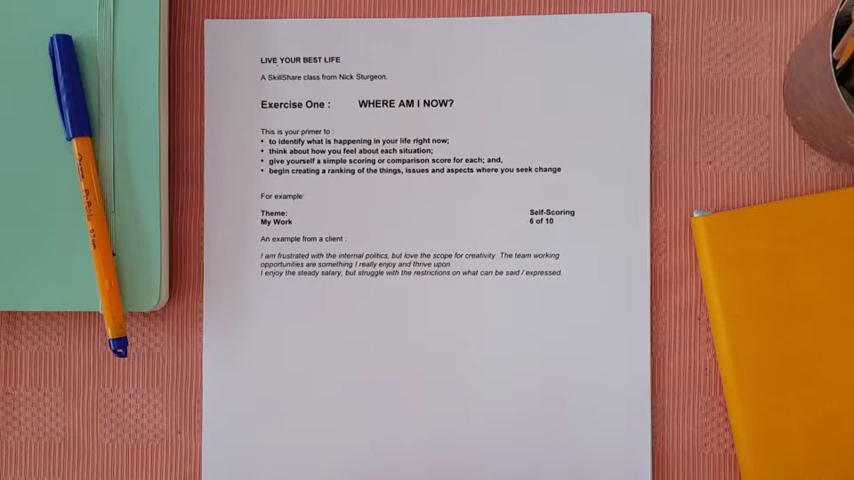 LIVE YOUR BEST LIFE
A SkillShare class from Nick Sturgeon.
Exercise One : WHERE AM I NOW?
This is your primer to :
• to identify what is happening in your life right now;
• think about how you feel about each situation;
• give yourself a simple scoring or comparison score for each; and,
• begin creating a ranking of the things, issues and aspects where you seek change
For example:
Theme: Self-Scoring
My Work 6 of 10
An example from a client :
I am frustrated with the internal politics, but love the scope for creativity. The team working
opportunities are something I really enjoy and thrive upon.
I enjoy the steady salary, but struggle with the restrictions on what can be said / expressed.